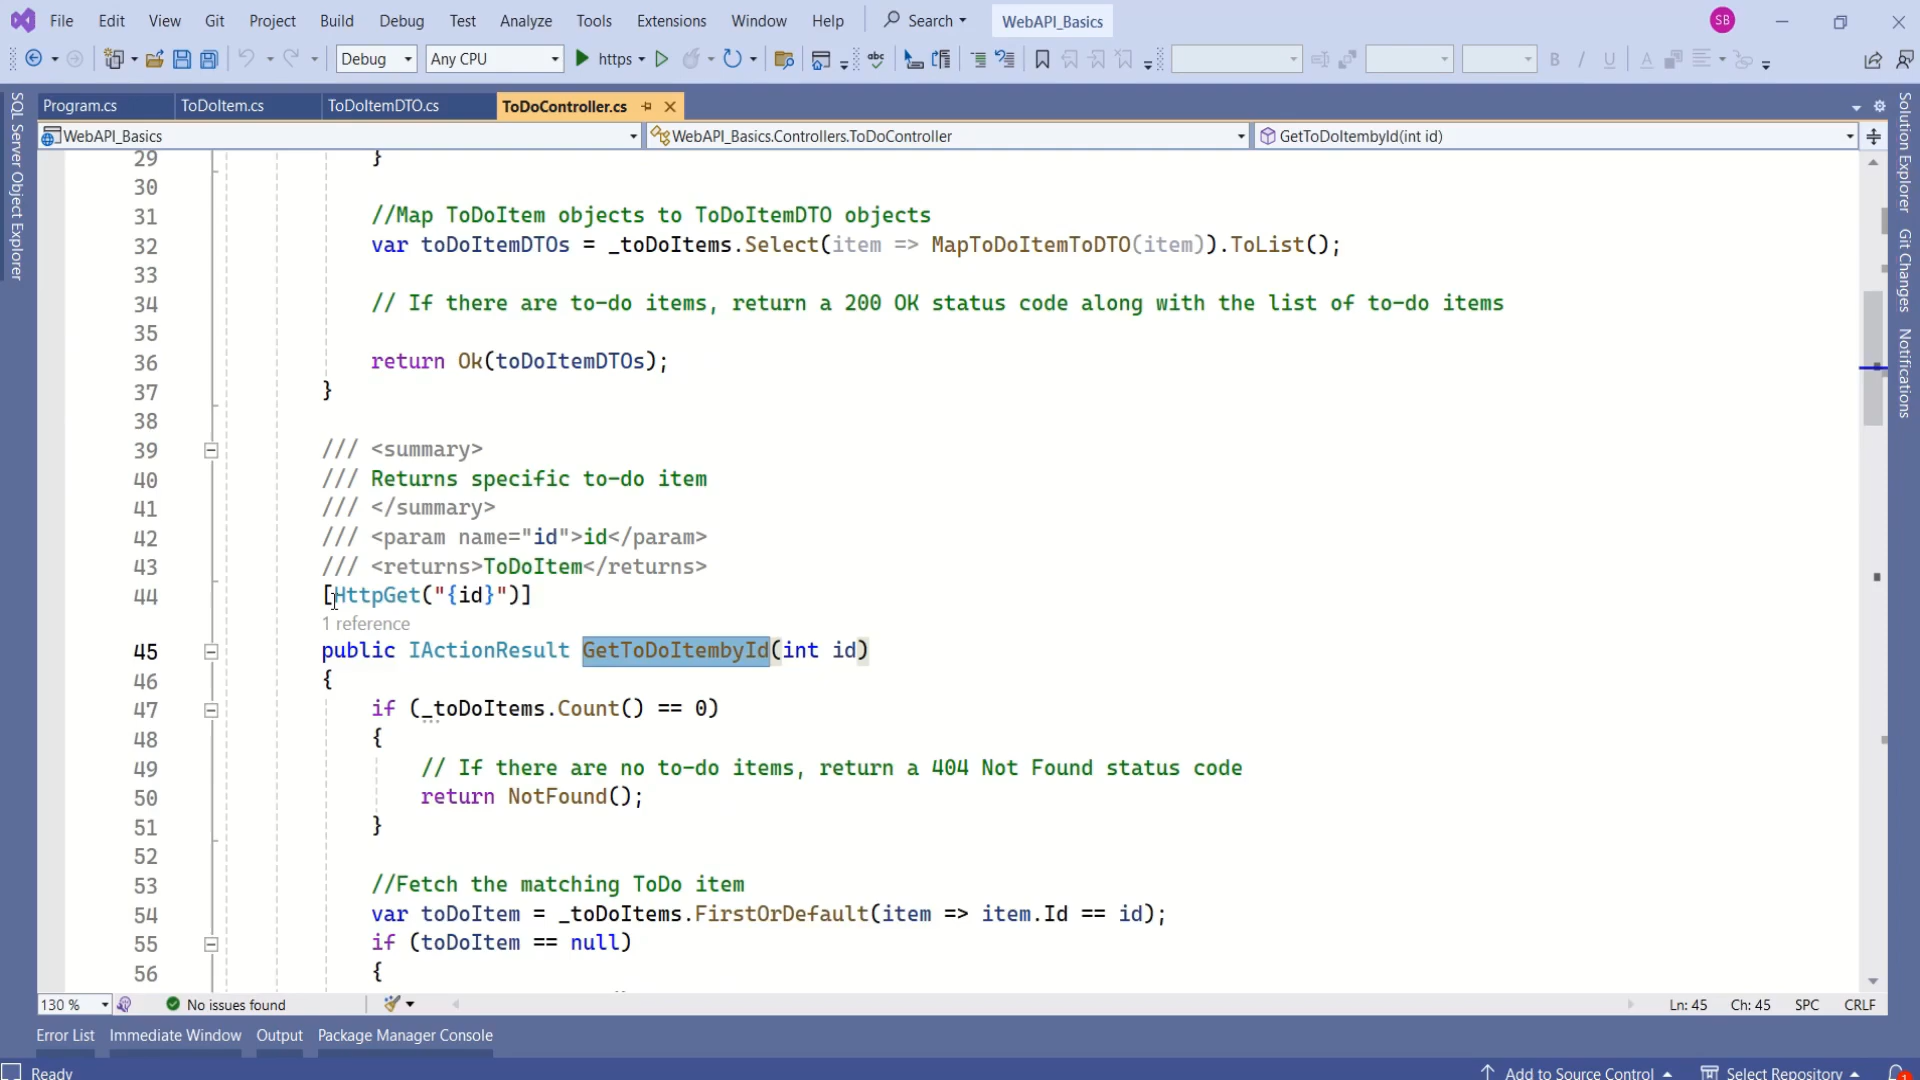 File Edit View Git Project Build Debug Test Analyze Tools Extensions Window Help Search WebAPI_Basics SB
Debug Any CPU https
Program.cs ToDoItem.cs ToDoItemDTO.cs ToDoController.cs
WebAPI_Basics WebAPI_Basics.Controllers.ToDoController GetToDoItembyId(int id)
SQL Server Object Explorer
Solution Explorer
Git Changes
Notifications
29 }
30
31 //Map ToDoItem objects to ToDoItemDTO objects
32 var toDoItemDTOs = _toDoItems.Select(item => MapToDoItemToDTO(item)).ToList();
33
34 // If there are to-do items, return a 200 OK status code along with the list of to-do items
35
36 return Ok(toDoItemDTOs);
37 }
38
39 /// <summary>
40 /// Returns specific to-do item
41 /// </summary>
42 /// <param name="id">id</param>
43 /// <returns>ToDoItem</returns>
44 [HttpGet("{id}")]
1 reference
45 public IActionResult GetToDoItembyId(int id)
46 {
47 if (_toDoItems.Count() == 0)
48 {
49 // If there are no to-do items, return a 404 Not Found status code
50 return NotFound();
51 }
52
53 //Fetch the matching ToDo item
54 var toDoItem = _toDoItems.FirstOrDefault(item => item.Id == id);
55 if (toDoItem == null)
56 {
130 % No issues found Ln: 45 Ch: 45 SPC CRLF
Error List Immediate Window Output Package Manager Console
Ready Add to Source Control Select Repository 1